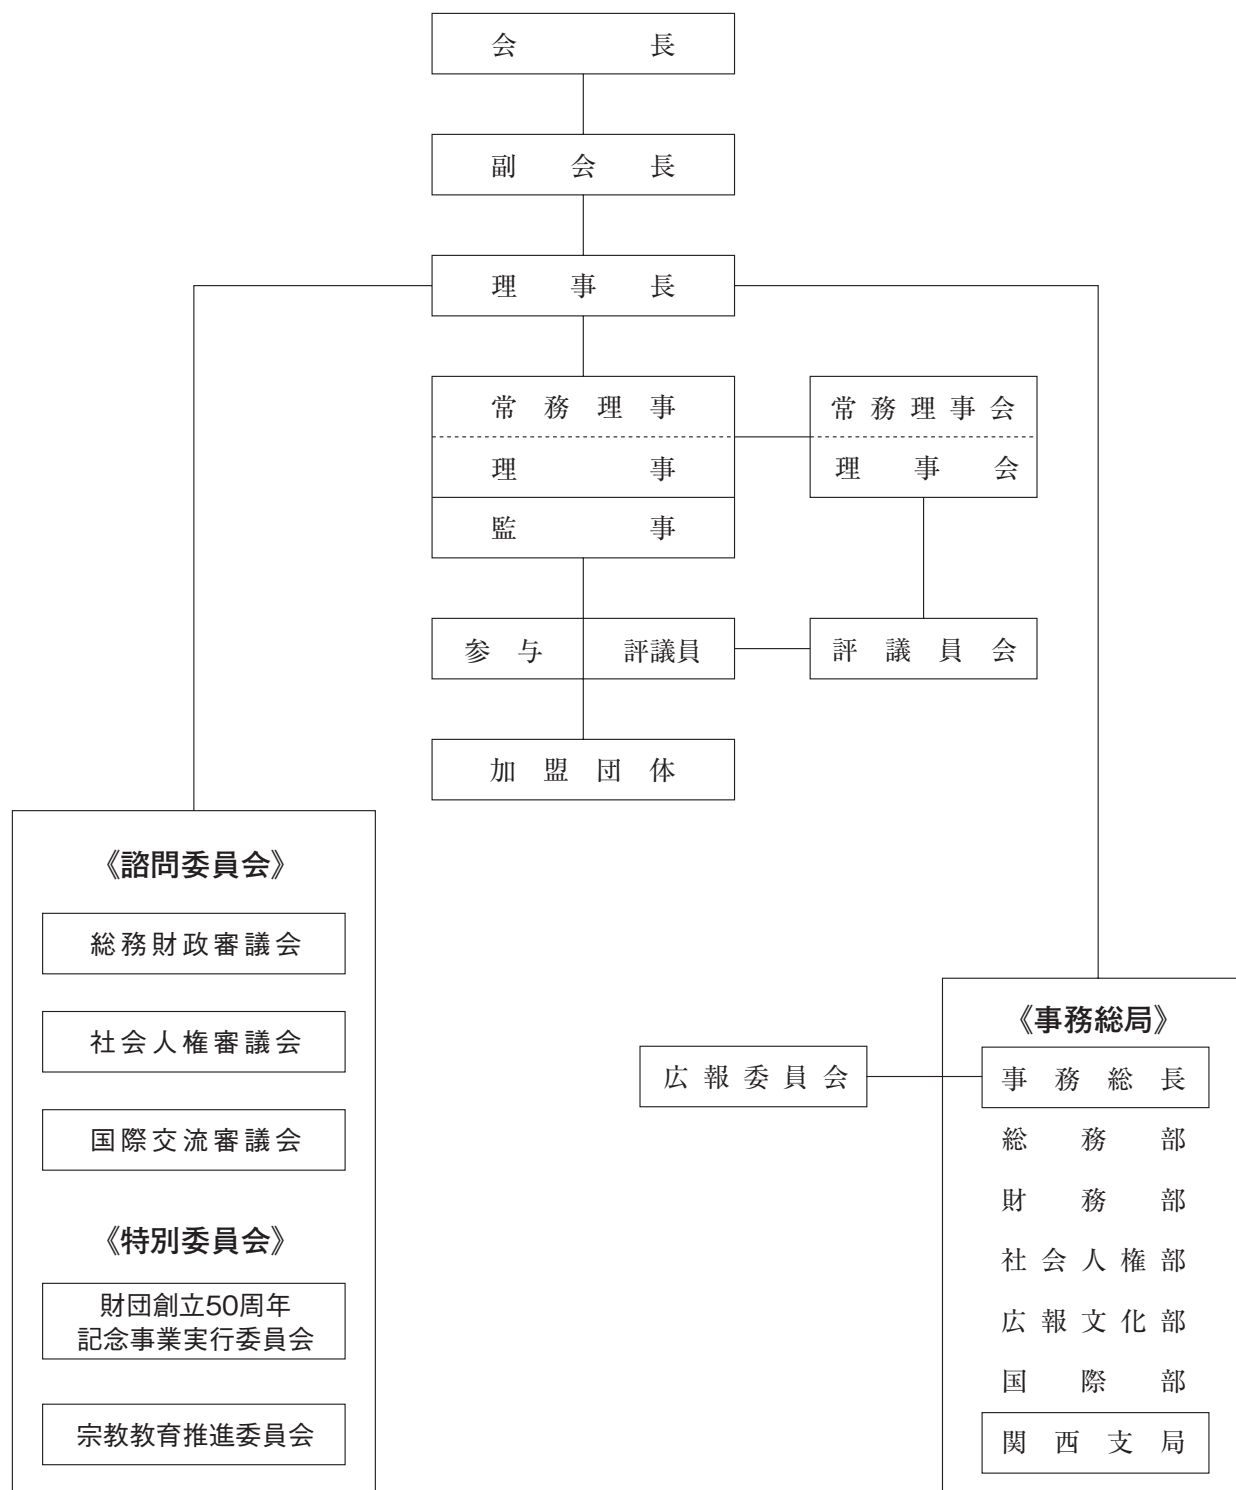 会長
副会長
理事長
常務理事
理事
監事
常務理事会
理事会
参与
評議員
評議員会
加盟団体
《諮問委員会》
総務財政審議会
社会人権審議会
国際交流審議会
《特別委員会》
財団創立50周年
記念事業実行委員会
宗教教育推進委員会
広報委員会
《事務総局》
事務総長
総務部
財務部
社会人権部
広報文化部
国際部
関西支局